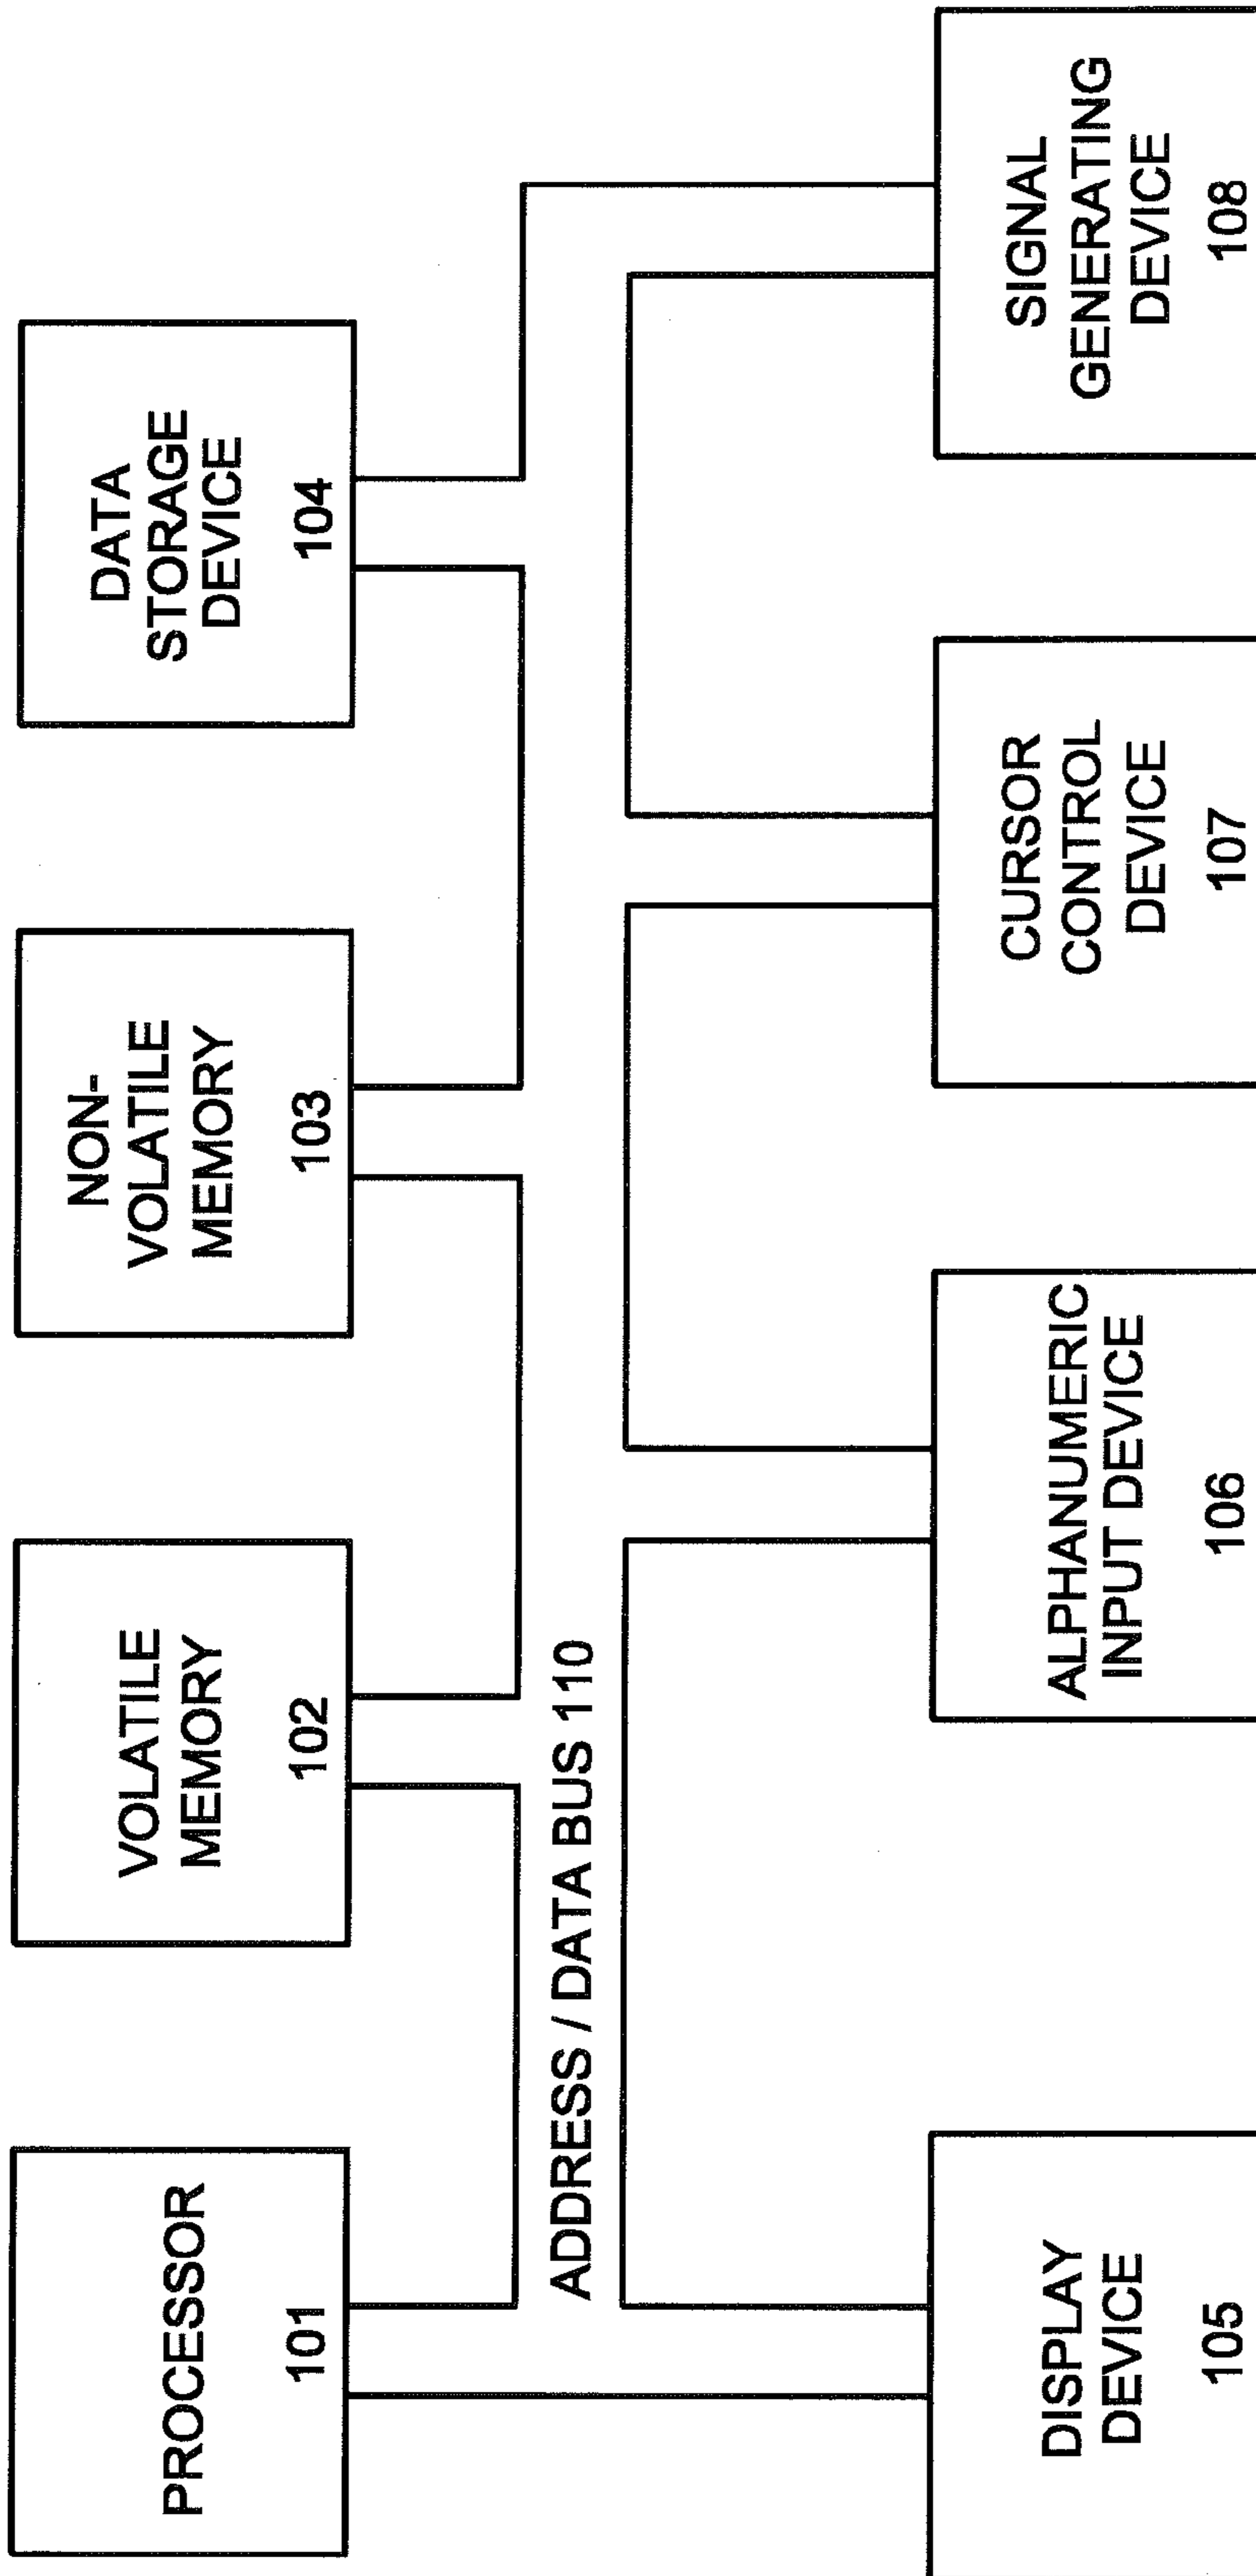 PROCESSOR
101
VOLATILE
MEMORY
102
NON-
VOLATILE
MEMORY
103
DATA
STORAGE
DEVICE
104
ADDRESS / DATA BUS 110
DISPLAY
DEVICE
105
ALPHANUMERIC
INPUT DEVICE
106
CURSOR
CONTROL
DEVICE
107
SIGNAL
GENERATING
DEVICE
108